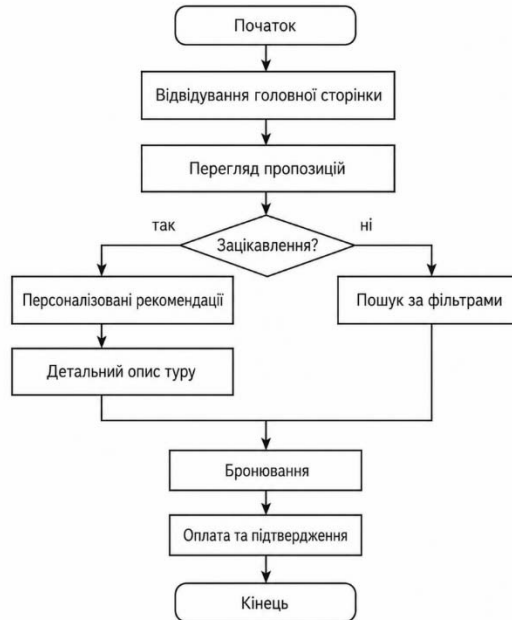 Початок
Відвідування головної сторінки
Перегляд пропозицій
так
Зацікавлення?
ні
Персоналізовані рекомендації
Пошук за фільтрами
Детальний опис туру
Бронювання
Оплата та підтвердження
Кінець